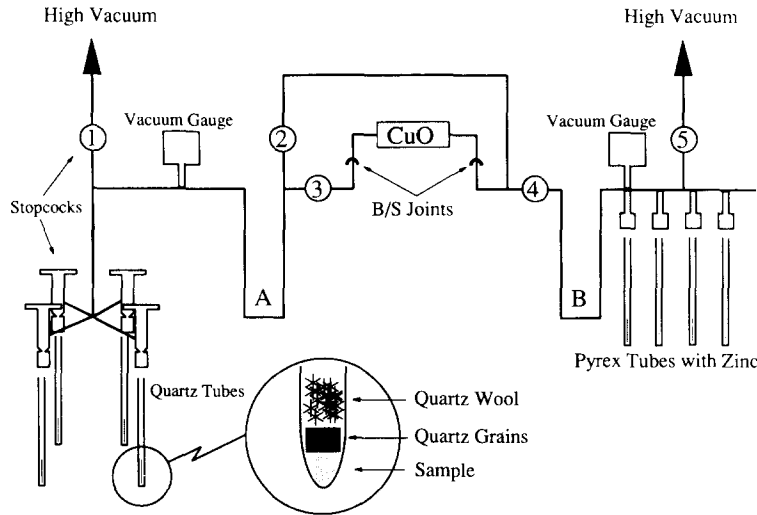 High Vacuum
High Vacuum
1
Vacuum Gauge
2
CuO
Vacuum Gauge
5
3
4
Stopcocks
B/S Joints
A
B
Pyrex Tubes with Zinc
Quartz Tubes
Quartz Wool
Quartz Grains
Sample